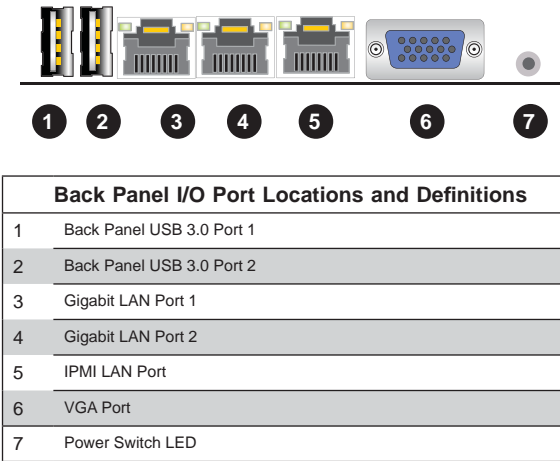 1 2 3 4 5 6 7
Back Panel I/O Port Locations and Definitions
1 Back Panel USB 3.0 Port 1
2 Back Panel USB 3.0 Port 2
3 Gigabit LAN Port 1
4 Gigabit LAN Port 2
5 IPMI LAN Port
6 VGA Port
7 Power Switch LED